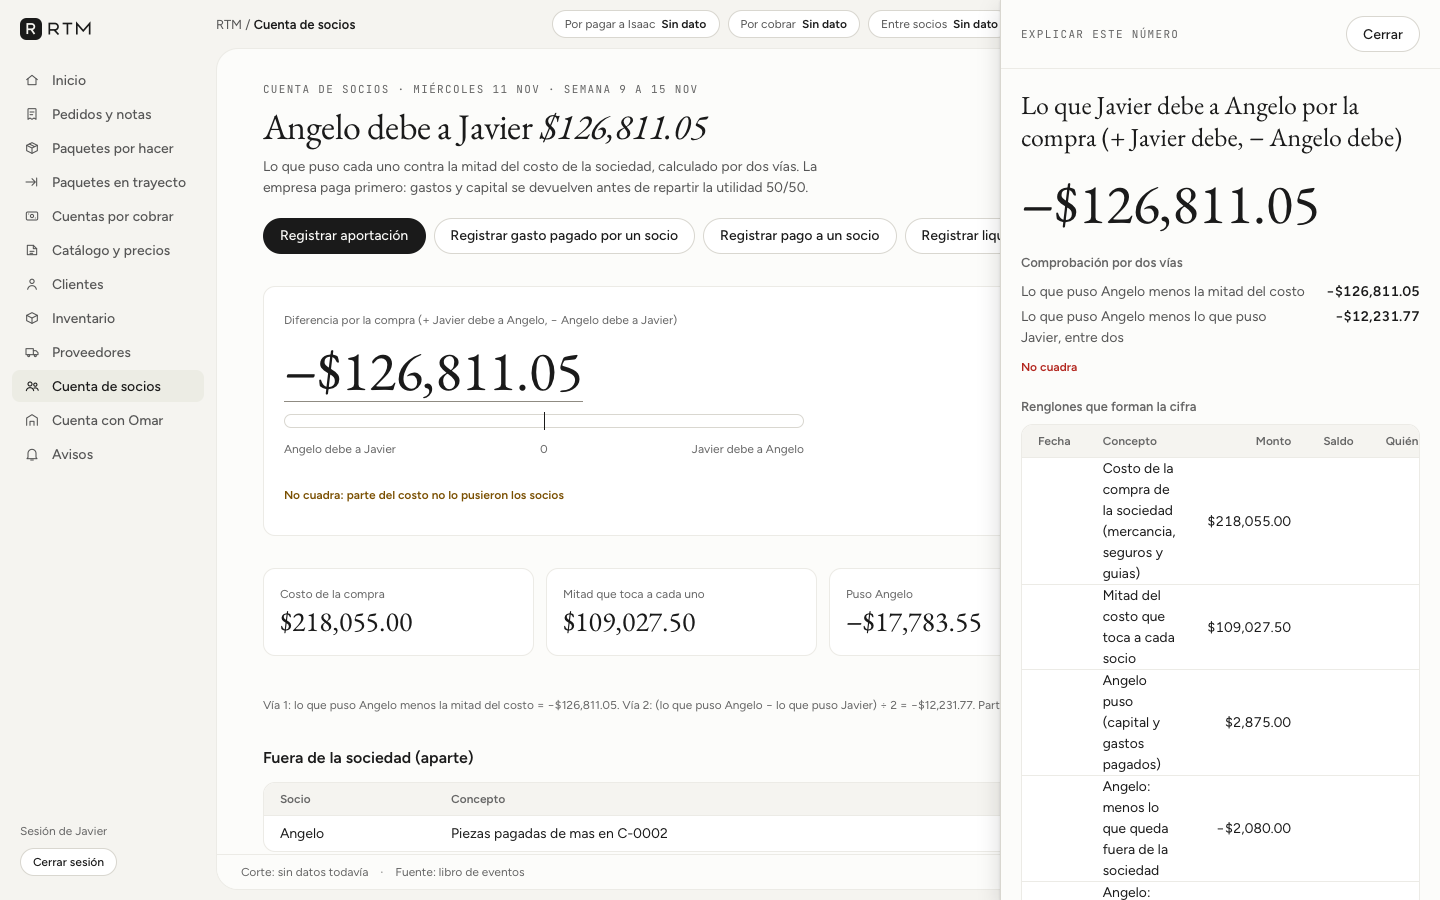 R RTM
Inicio
Pedidos y notas
Paquetes por hacer
Paquetes en trayecto
Cuentas por cobrar
Catálogo y precios
Clientes
Inventario
Proveedores
Cuenta de socios
Cuenta con Omar
Avisos
Sesión de Javier
Cerrar sesión
RTM / Cuenta de socios
Por pagar a Isaac Sin dato
Por cobrar Sin dato
Entre socios Sin dato
CUENTA DE SOCIOS · MIÉRCOLES 11 NOV · SEMANA 9 A 15 NOV
Angelo debe a Javier $126,811.05
Lo que puso cada uno contra la mitad del costo de la sociedad, calculado por dos vías. La
empresa paga primero: gastos y capital se devuelven antes de repartir la utilidad 50/50.
Registrar aportación
Registrar gasto pagado por un socio
Registrar pago a un socio
Registrar liqu
Diferencia por la compra (+ Javier debe a Angelo, − Angelo debe a Javier)
−$126,811.05
Angelo debe a Javier 0 Javier debe a Angelo
No cuadra: parte del costo no lo pusieron los socios
Costo de la compra
$218,055.00
Mitad que toca a cada uno
$109,027.50
Puso Angelo
−$17,783.55
Vía 1: lo que puso Angelo menos la mitad del costo = −$126,811.05. Vía 2: (lo que puso Angelo − lo que puso Javier) ÷ 2 = −$12,231.77. Part
Fuera de la sociedad (aparte)
Socio Concepto
Angelo Piezas pagadas de mas en C-0002
Corte: sin datos todavía · Fuente: libro de eventos
EXPLICAR ESTE NÚMERO
Cerrar
Lo que Javier debe a Angelo por la
compra (+ Javier debe, − Angelo debe)
−$126,811.05
Comprobación por dos vías
Lo que puso Angelo menos la mitad del costo −$126,811.05
Lo que puso Angelo menos lo que puso −$12,231.77
Javier, entre dos
No cuadra
Renglones que forman la cifra
Fecha Concepto Monto Saldo Quién
Costo de la
compra de
la sociedad
(mercancia, $218,055.00
seguros y
guias)
Mitad del
costo que $109,027.50
toca a cada
socio
Angelo
puso
(capital y $2,875.00
gastos
pagados)
Angelo:
menos lo
que queda −$2,080.00
fuera de la
sociedad
Angelo: